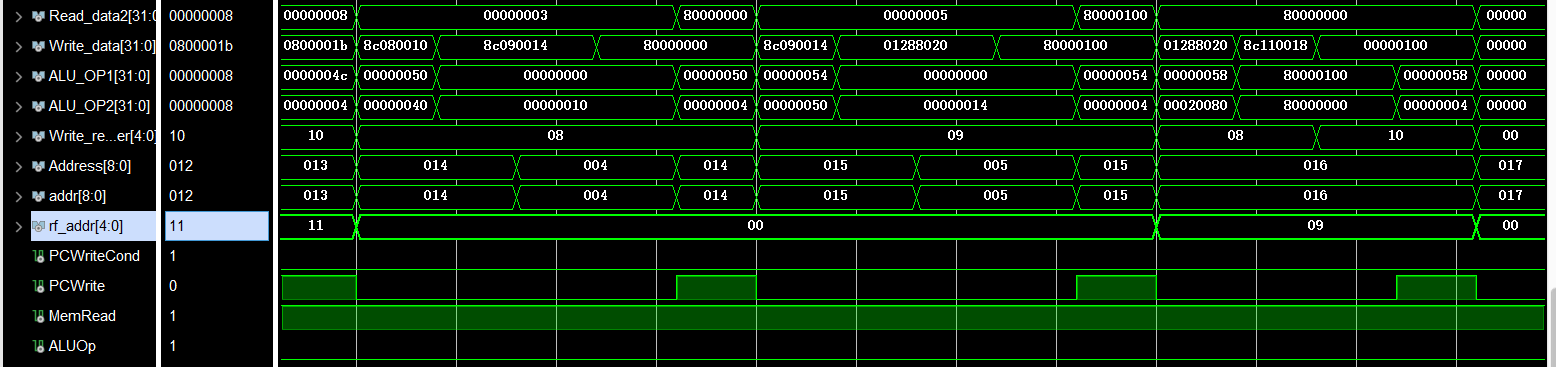 Read_data2[31:0 00000008 00000008 00000003 80000000 00000005 80000100 80000000 00000
Write_data[31:0] 0800001b 0800001b 8c080010 8c090014 80000000 8c090014 01288020 80000100 01288020 8c110018 00000100 00000
ALU_OP1[31:0] 00000008 0000004c 00000050 00000000 00000050 00000054 00000000 00000054 00000058 80000100 00000058 00000
ALU_OP2[31:0] 00000008 00000004 00000040 00000010 00000004 00000050 00000014 00000004 00020080 80000000 00000004 00000
Write_re...er[4:0] 10 10 08 09 08 10 00
Address[8:0] 012 013 014 004 014 015 005 015 016 017
addr[8:0] 012 013 014 004 014 015 005 015 016 017
rf_addr[4:0] 11 11 00 09 00
PCWriteCond 1
PCWrite 0
MemRead 1
ALUOp 1